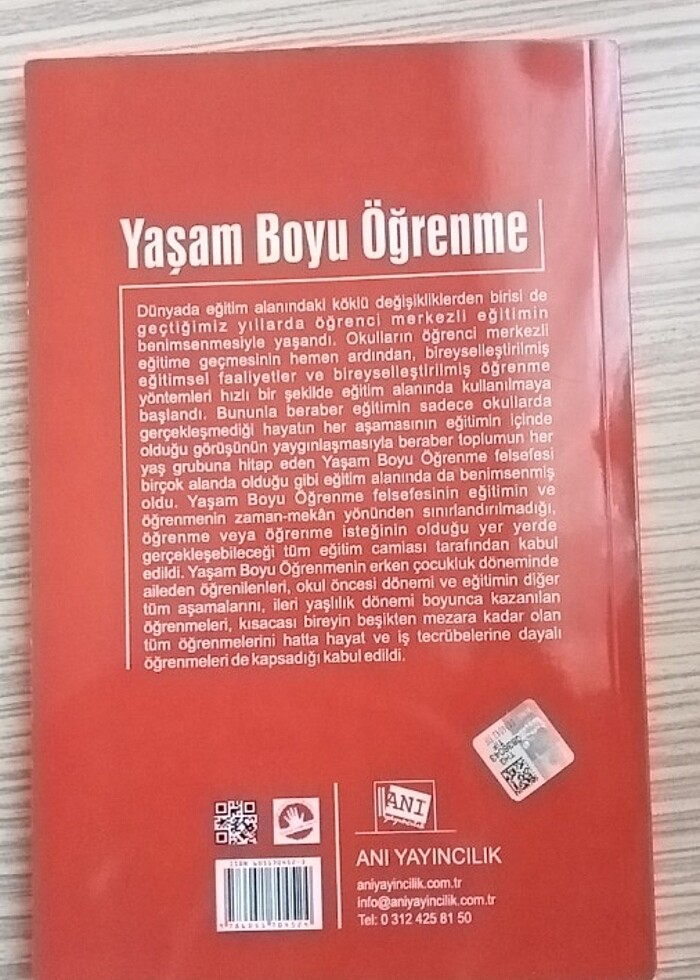 Yaşam Boyu Öğrenme
Dünyada eğitim alanındaki köklü değişikliklerden birisi de
geçtiğimiz yıllarda öğrenci merkezli eğitimin
benimsenmesiyle yaşandı. Okulların öğrenci merkezli
eğitime geçmesinin hemen ardından, bireyselleştirilmiş
eğitimsel faaliyetler ve bireyselleştirilmiş öğrenme
yöntemleri hızlı bir şekilde eğitim alanında kullanılmaya
başlandı. Bununla beraber eğitimin sadece okullarda
gerçekleşmediği hayatın her aşamasının eğitimin içinde
olduğu görüşünün yaygınlaşmasıyla beraber toplumun her
yaş grubuna hitap eden Yaşam Boyu Öğrenme felsefesi
birçok alanda olduğu gibi eğitim alanında da benimsenmiş
oldu. Yaşam Boyu Öğrenme felsefesinin eğitimin ve
öğrenmenin zaman-mekân yönünden sınırlandırılmadığı,
öğrenme veya öğrenme isteğinin olduğu yer yerde
gerçekleşebileceği tüm eğitim camiası tarafından kabul
edildi. Yaşam Boyu Öğrenmenin erken çocukluk döneminde
aileden öğrenilenleri, okul öncesi dönemi ve eğitimin diğer
tüm aşamalarını, ileri yaşlılık dönemi boyunca kazanılan
öğrenmeleri, kısacası bireyin beşikten mezara kadar olan
tüm öğrenmelerini hatta hayat ve iş tecrübelerine dayalı
öğrenmeleri de kapsadığı kabul edildi.
ANI
ANI YAYINCILIK
aniyayincilik.com.tr
info@aniyayincilik.com.tr
Tel: 0 312 425 81 50